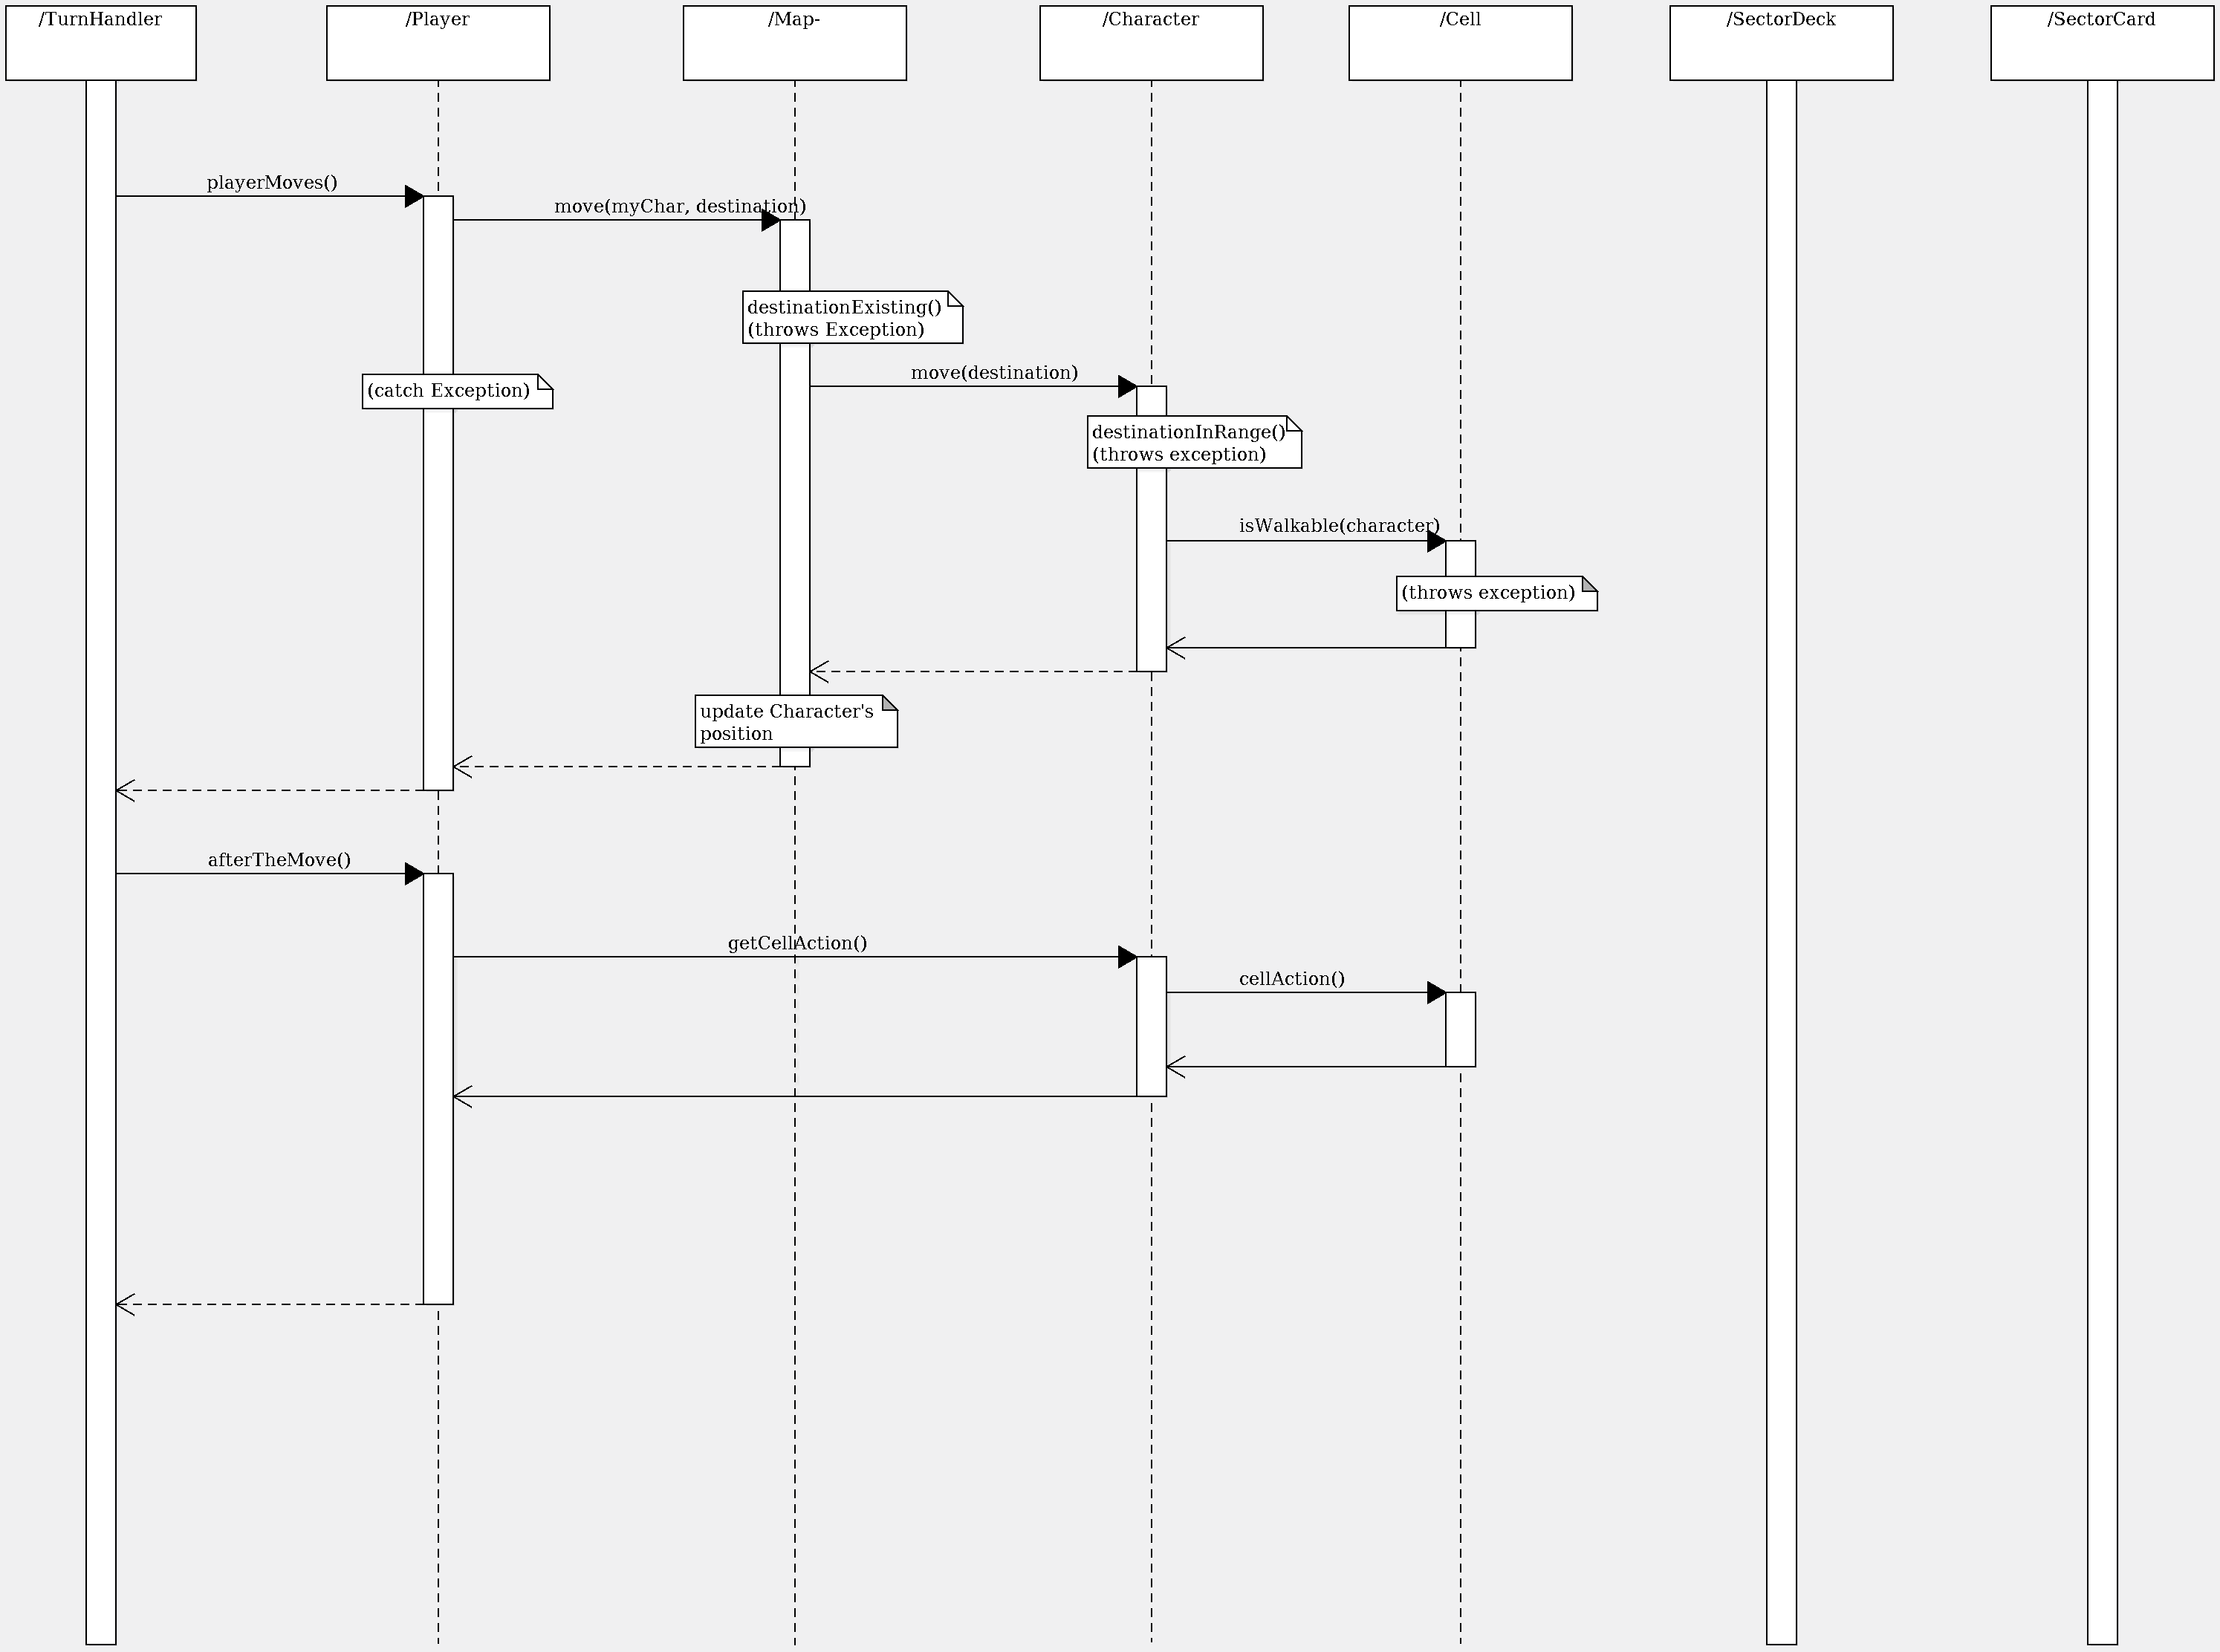 /TurnHandler
/Player
/Map-
/Character
/Cell
/SectorDeck
/SectorCard
playerMoves()
move(myChar, destination)
destinationExisting()
(throws Exception)
move(destination)
(catch Exception)
destinationInRange()
(throws exception)
isWalkable(character)
(throws exception)
update Character's
position
afterTheMove()
getCellAction()
cellAction()